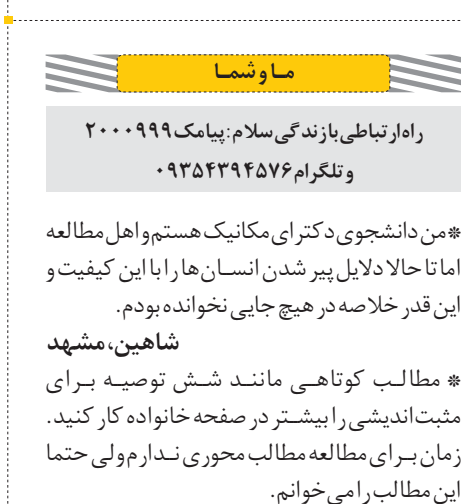 ما و شما
راه ارتباطی با زندگی سلام: پیامک ۲۰۰۰۹۹۹
و تلگرام ۰۹۳۵۴۳۹۴۵۷۶
*من دانشجوی دکترای مکانیک هستم و اهل مطالعه
اما تا حالا دلایل پیر شدن انسان‌ها را با این کیفیت و
این قدر خلاصه در هیچ جایی نخوانده بودم.
شاهین، مشهد
* مطالب کوتاهی مانند شش توصیه برای
مثبت‌اندیشی را بیشتر در صفحه خانواده کار کنید.
زمان برای مطالعه مطالب محوری ندارم ولی حتما
این مطالب را می‌خوانم.